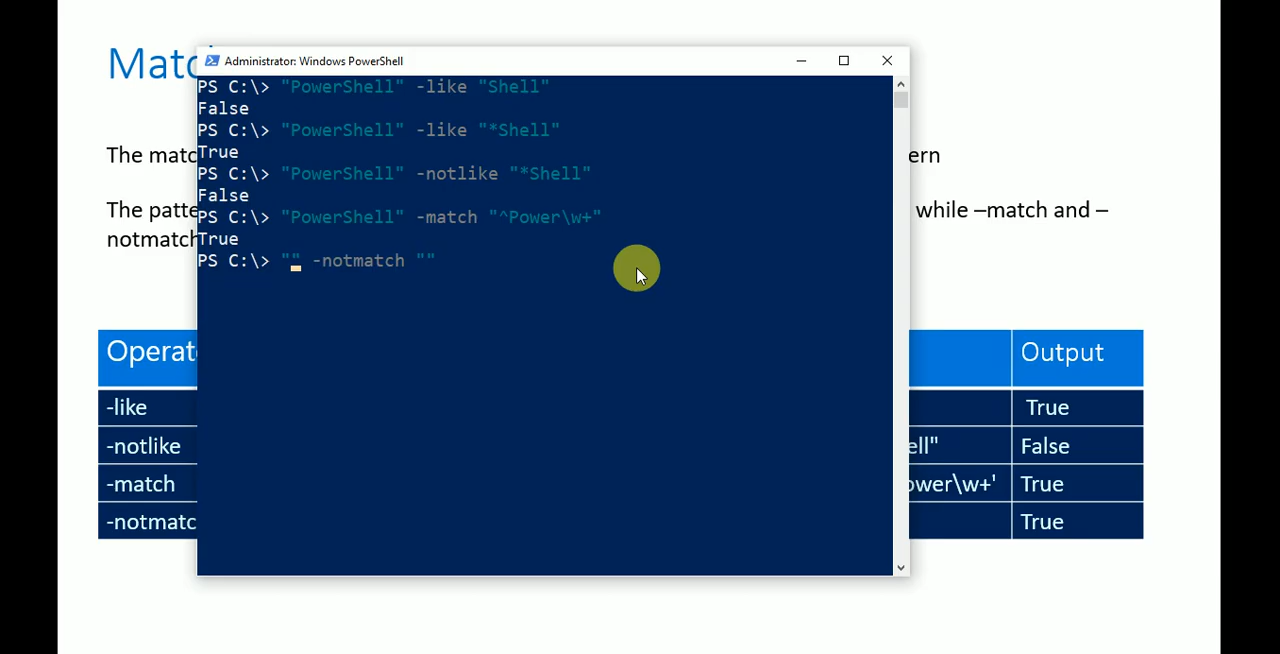 Matc
Administrator: Windows PowerShell
PS C:\> "PowerShell" -like "Shell"
False
PS C:\> "PowerShell" -like "*Shell"
True
PS C:\> "PowerShell" -notlike "*Shell"
False
PS C:\> "PowerShell" -match "^Power\w+"
True
PS C:\> "" -notmatch ""
The matc ern
The patte while –match and –
notmatch
Operat Output
-like True
-notlike ell" False
-match ower\w+' True
-notmatc True